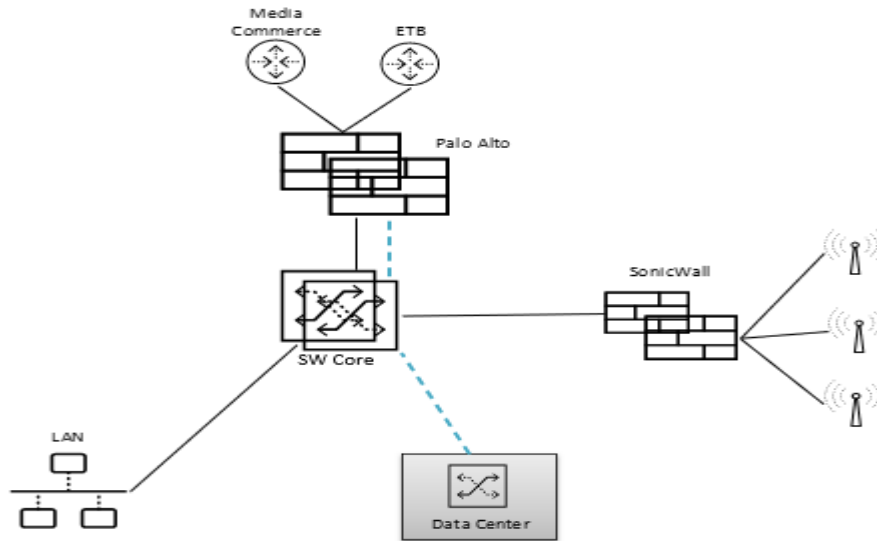 Media
Commerce
ETB
Palo Alto
SonicWall
SW Core
LAN
Data Center